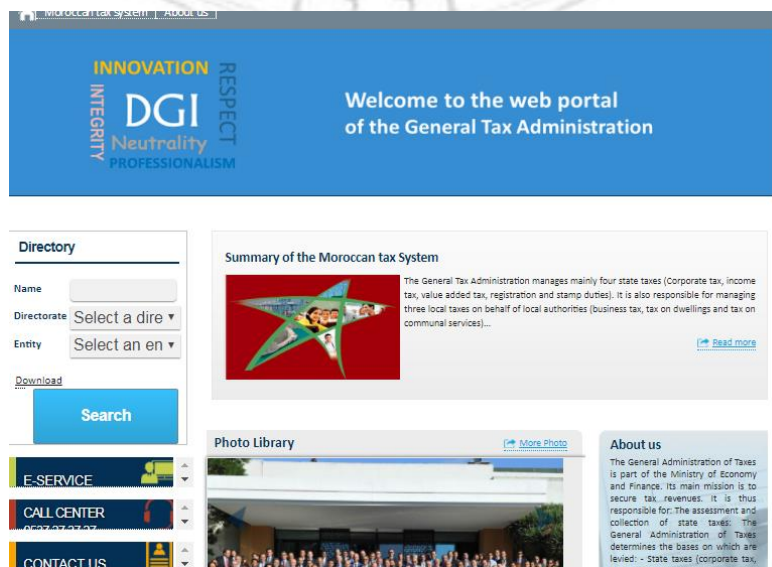 Moroccan tax system | About us
INNOVATION
INTEGRITY
DGI
RESPECT
Neutrality
PROFESSIONALISM
Welcome to the web portal
of the General Tax Administration
Directory
Name
Directorate Select a dire
Entity Select an en
Download
Search
E-SERVICE
CALL CENTER
0537 27 37 27
CONTACT US
Summary of the Moroccan tax System
The General Tax Administration manages mainly four state taxes (Corporate tax, income
tax, value added tax, registration and stamp duties). It is also responsible for managing
three local taxes on behalf of local authorities (business tax, tax on dwellings and tax on
communal services)...
Read more
Photo Library
More Photo
About us
The General Administration of Taxes
is part of the Ministry of Economy
and Finance. Its main mission is to
secure tax revenues. It is thus
responsible for: The assessment and
collection of state taxes: The
General Administration of Taxes
determines the bases on which are
levied: - State taxes (corporate tax,